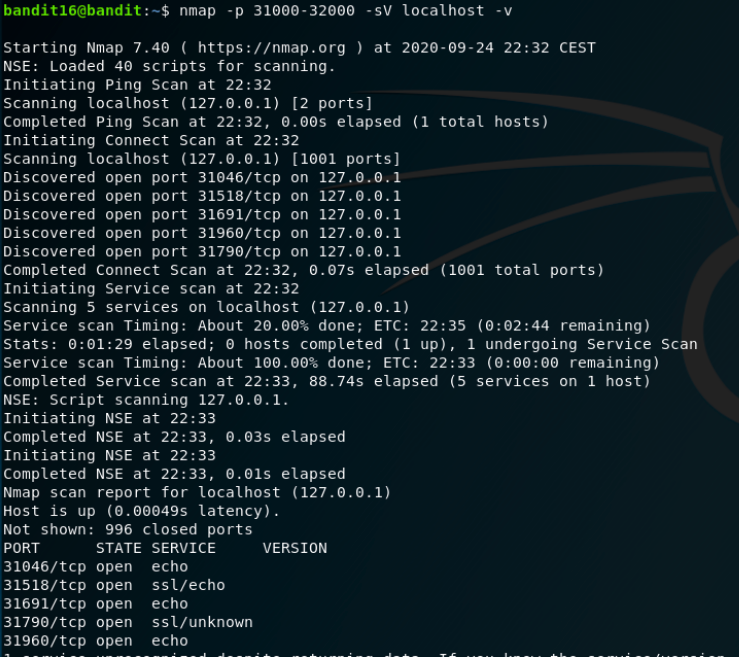 bandit16@bandit:~$ nmap -p 31000-32000 -sV localhost -v
Starting Nmap 7.40 ( https://nmap.org ) at 2020-09-24 22:32 CEST
NSE: Loaded 40 scripts for scanning.
Initiating Ping Scan at 22:32
Scanning localhost (127.0.0.1) [2 ports]
Completed Ping Scan at 22:32, 0.00s elapsed (1 total hosts)
Initiating Connect Scan at 22:32
Scanning localhost (127.0.0.1) [1001 ports]
Discovered open port 31046/tcp on 127.0.0.1
Discovered open port 31518/tcp on 127.0.0.1
Discovered open port 31691/tcp on 127.0.0.1
Discovered open port 31960/tcp on 127.0.0.1
Discovered open port 31790/tcp on 127.0.0.1
Completed Connect Scan at 22:32, 0.07s elapsed (1001 total ports)
Initiating Service scan at 22:32
Scanning 5 services on localhost (127.0.0.1)
Service scan Timing: About 20.00% done; ETC: 22:35 (0:02:44 remaining)
Stats: 0:01:29 elapsed; 0 hosts completed (1 up), 1 undergoing Service Scan
Service scan Timing: About 100.00% done; ETC: 22:33 (0:00:00 remaining)
Completed Service scan at 22:33, 88.74s elapsed (5 services on 1 host)
NSE: Script scanning 127.0.0.1.
Initiating NSE at 22:33
Completed NSE at 22:33, 0.03s elapsed
Initiating NSE at 22:33
Completed NSE at 22:33, 0.01s elapsed
Nmap scan report for localhost (127.0.0.1)
Host is up (0.00049s latency).
Not shown: 996 closed ports
PORT      STATE SERVICE     VERSION
31046/tcp open  echo
31518/tcp open  ssl/echo
31691/tcp open  echo
31790/tcp open  ssl/unknown
31960/tcp open  echo
1 service unrecognized despite returning data. If you know the service/version